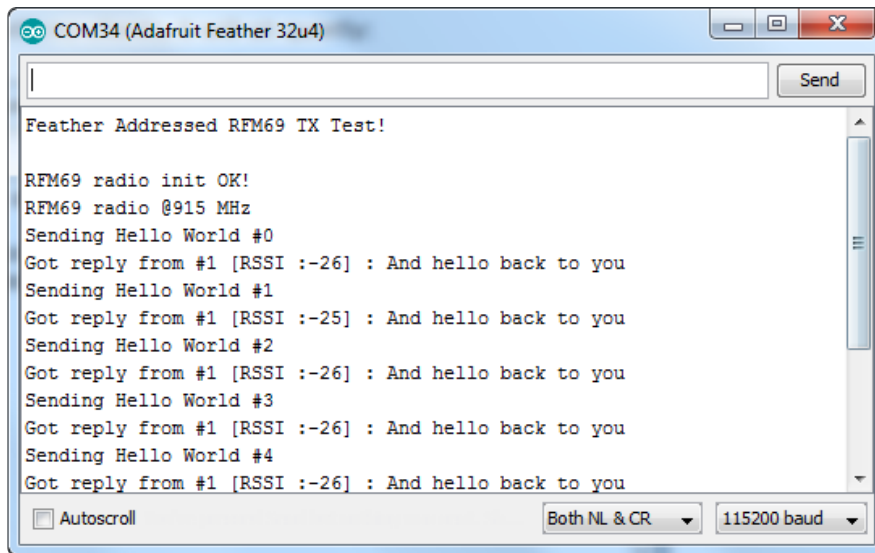 COM34 (Adafruit Feather 32u4)
Send
Feather Addressed RFM69 TX Test!
RFM69 radio init OK!
RFM69 radio @915 MHz
Sending Hello World #0
Got reply from #1 [RSSI :-26] : And hello back to you
Sending Hello World #1
Got reply from #1 [RSSI :-25] : And hello back to you
Sending Hello World #2
Got reply from #1 [RSSI :-26] : And hello back to you
Sending Hello World #3
Got reply from #1 [RSSI :-26] : And hello back to you
Sending Hello World #4
Got reply from #1 [RSSI :-26] : And hello back to you
Autoscroll Both NL & CR 115200 baud